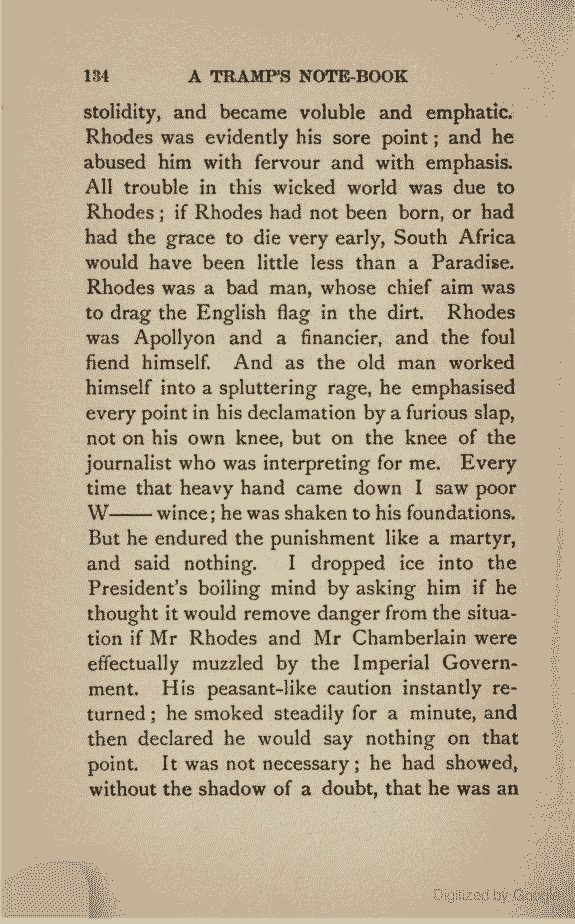 134 A TRAMP'S NOTE-BOOK
stolidity, and became voluble and emphatic.
Rhodes was evidently his sore point; and he
abused him with fervour and with emphasis.
All trouble in this wicked world was due to
Rhodes; if Rhodes had not been born, or had
had the grace to die very early, South Africa
would have been little less than a Paradise.
Rhodes was a bad man, whose chief aim was
to drag the English flag in the dirt. Rhodes
was Apollyon and a financier, and the foul
fiend himself. And as the old man worked
himself into a spluttering rage, he emphasised
every point in his declamation by a furious slap,
not on his own knee, but on the knee of the
journalist who was interpreting for me. Every
time that heavy hand came down I saw poor
W—— wince; he was shaken to his foundations.
But he endured the punishment like a martyr,
and said nothing. I dropped ice into the
President's boiling mind by asking him if he
thought it would remove danger from the situa-
tion if Mr Rhodes and Mr Chamberlain were
effectually muzzled by the Imperial Govern-
ment. His peasant-like caution instantly re-
turned; he smoked steadily for a minute, and
then declared he would say nothing on that
point. It was not necessary; he had showed,
without the shadow of a doubt, that he was an
Digitized by Google